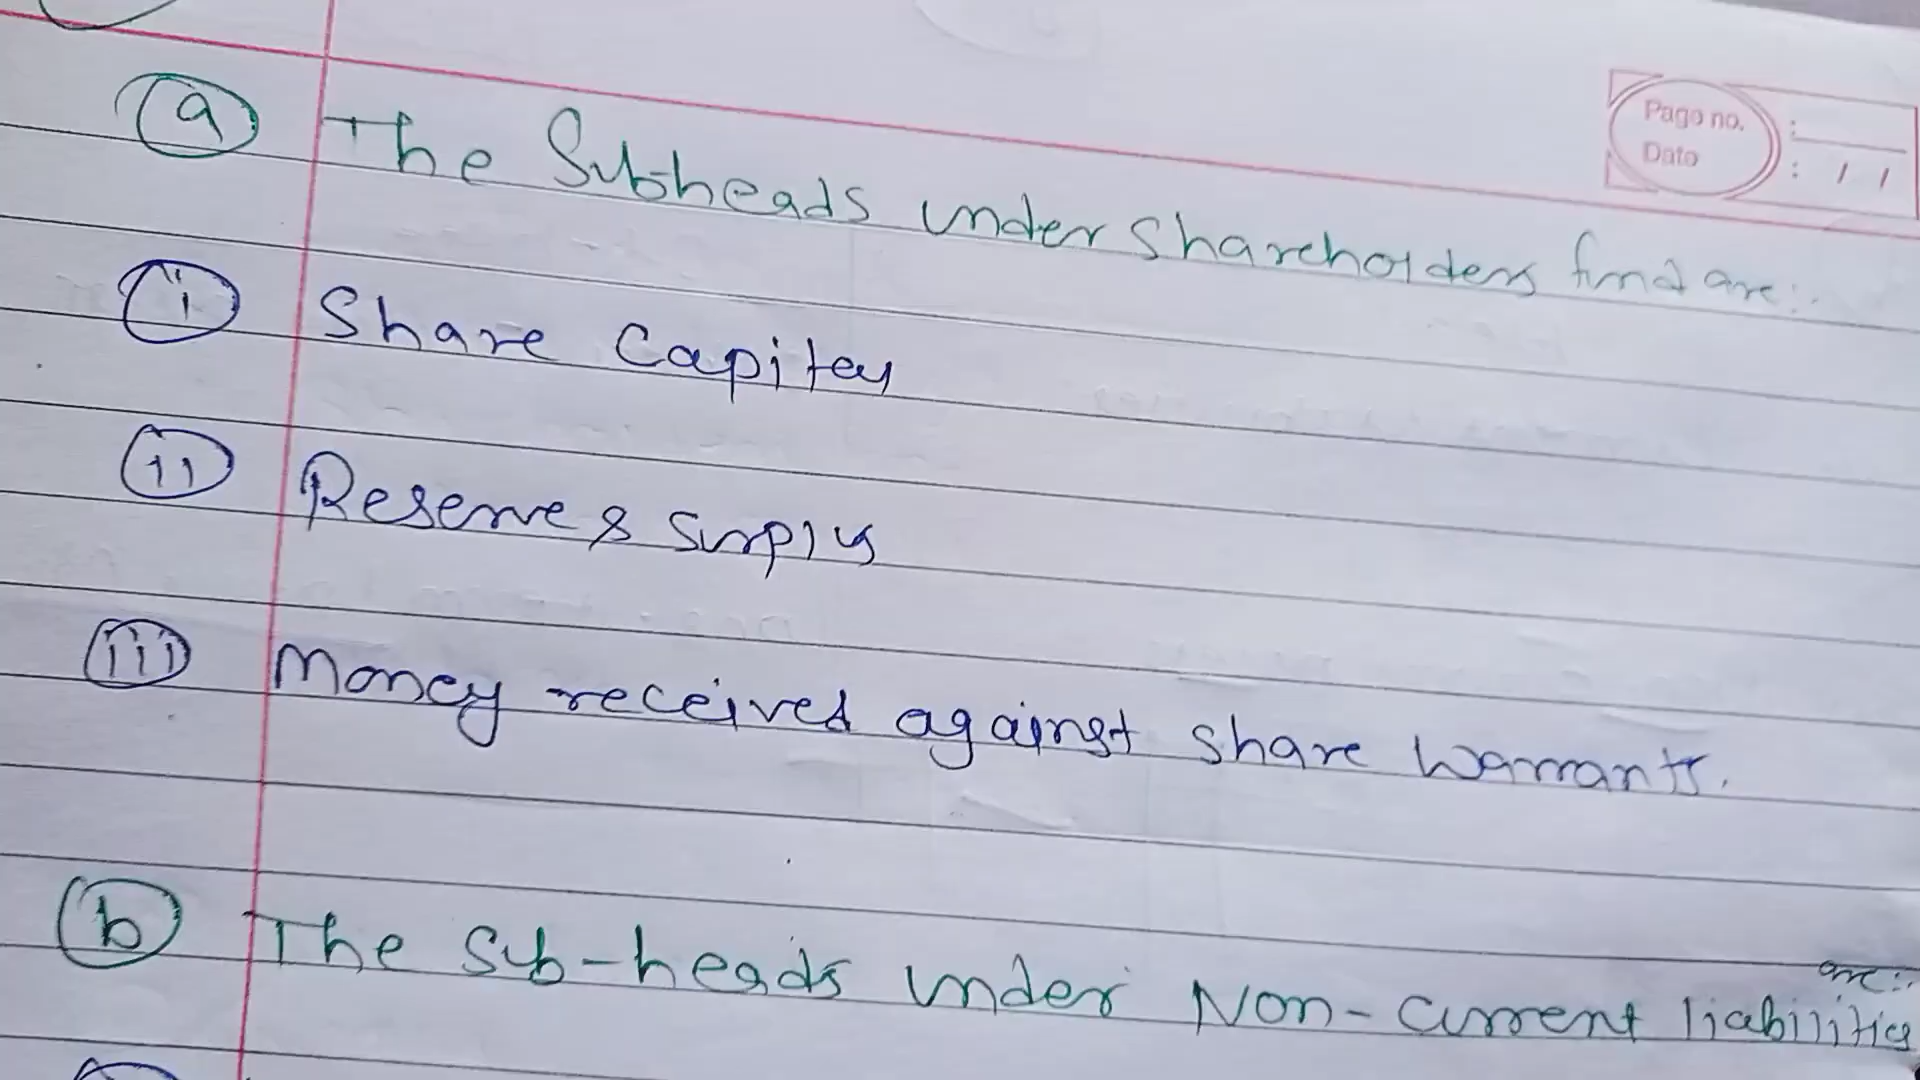 Page no. :
Date : / /
a The Subheads under shareholders fund are:.
i Share Capital
ii Reserve & Surplus
iii Money received against share warrants.
b The Sub-heads under Non-current liabilities are:.